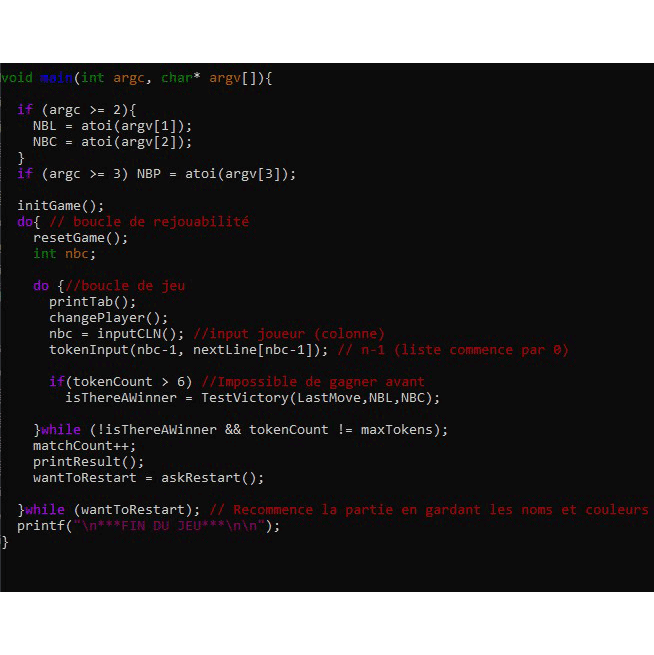 void main(int argc, char* argv[]){
if (argc >= 2){
NBL = atoi(argv[1]);
NBC = atoi(argv[2]);
}
if (argc >= 3) NBP = atoi(argv[3]);
initGame();
do{ // boucle de rejouabilité
resetGame();
int nbc;
do {//boucle de jeu
printTab();
changePlayer();
nbc = inputCLN(); //input joueur (colonne)
tokenInput(nbc-1, nextLine[nbc-1]); // n-1 (liste commence par 0)
if(tokenCount > 6) //Impossible de gagner avant
isThereAWinner = TestVictory(LastMove,NBL,NBC);
}while (!isThereAWinner && tokenCount != maxTokens);
matchCount++;
printResult();
wantToRestart = askRestart();
}while (wantToRestart); // Recommence la partie en gardant les noms et couleurs
printf("\n***FIN DU JEU***\n\n");
}